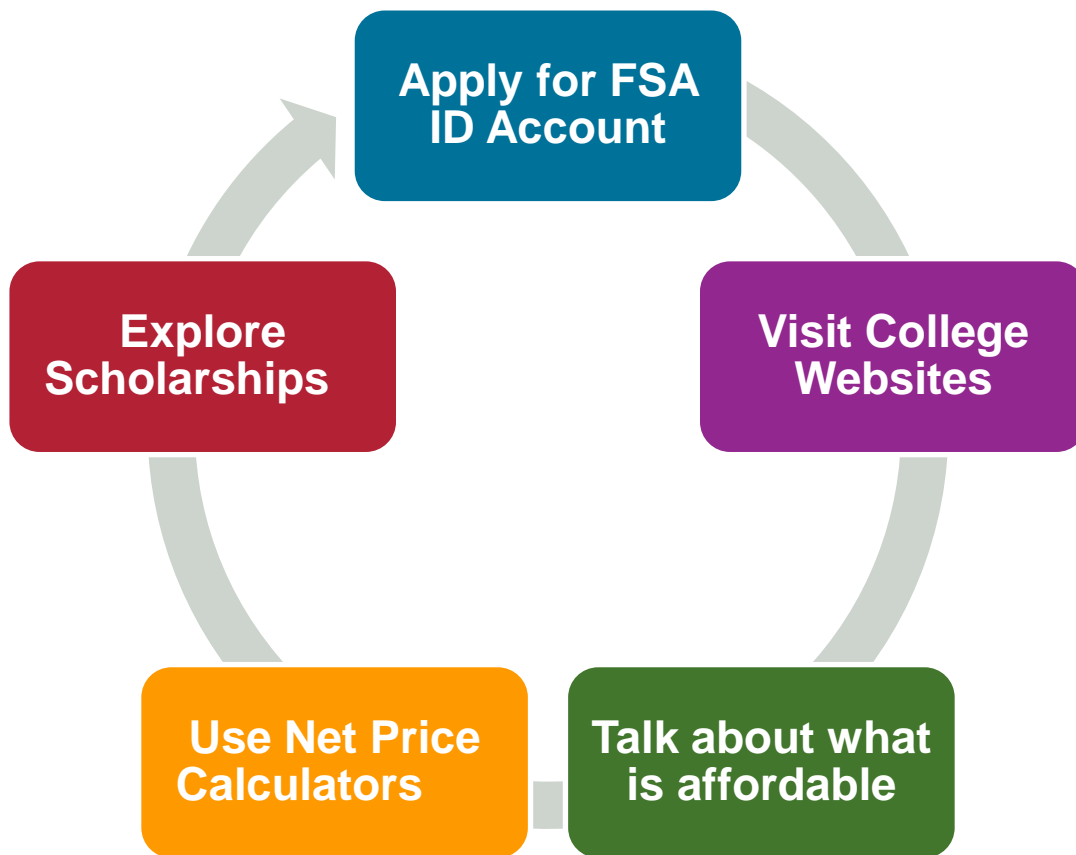 Apply for FSA
ID Account
Visit College
Websites
Talk about what
is affordable
Use Net Price
Calculators
Explore
Scholarships